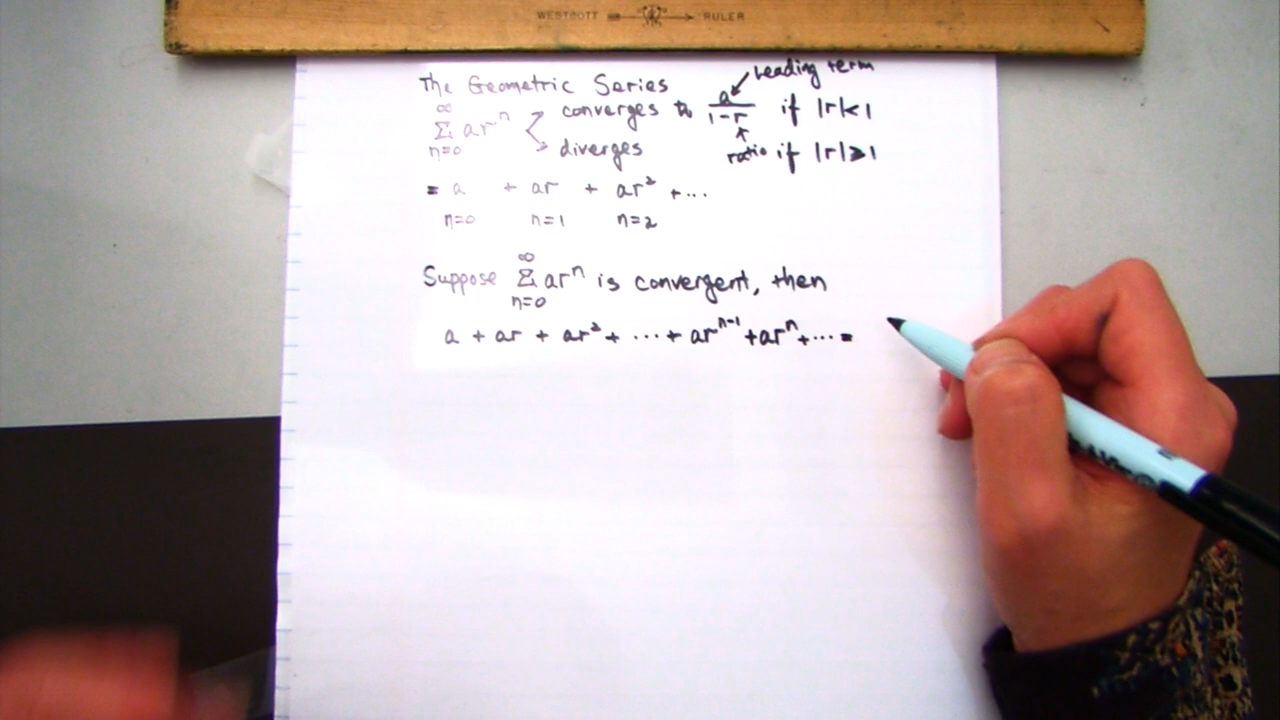 WESTCOTT RULER
The Geometric Series
leading term
∞
Σ arⁿ
n=0
converges to a/(1-r) if |r|<1
diverges if |r|≥1
ratio
= a + ar + ar² + ...
n=0 n=1 n=2
Suppose ∞
Σ arⁿ is convergent, then
n=0
a + ar + ar² + ... + arⁿ⁻¹ + arⁿ + ... =